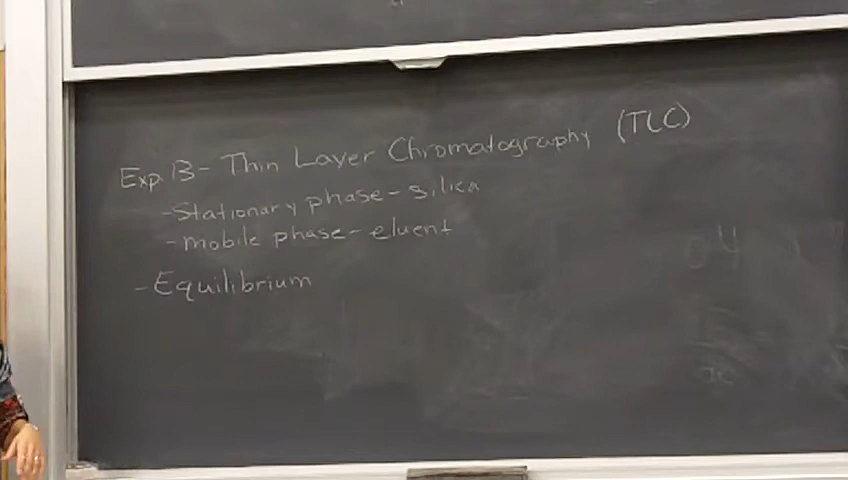 Exp. 13- Thin Layer Chromatography (TLC)
-Stationary phase- silica
-mobile phase- eluent
-Equilibrium